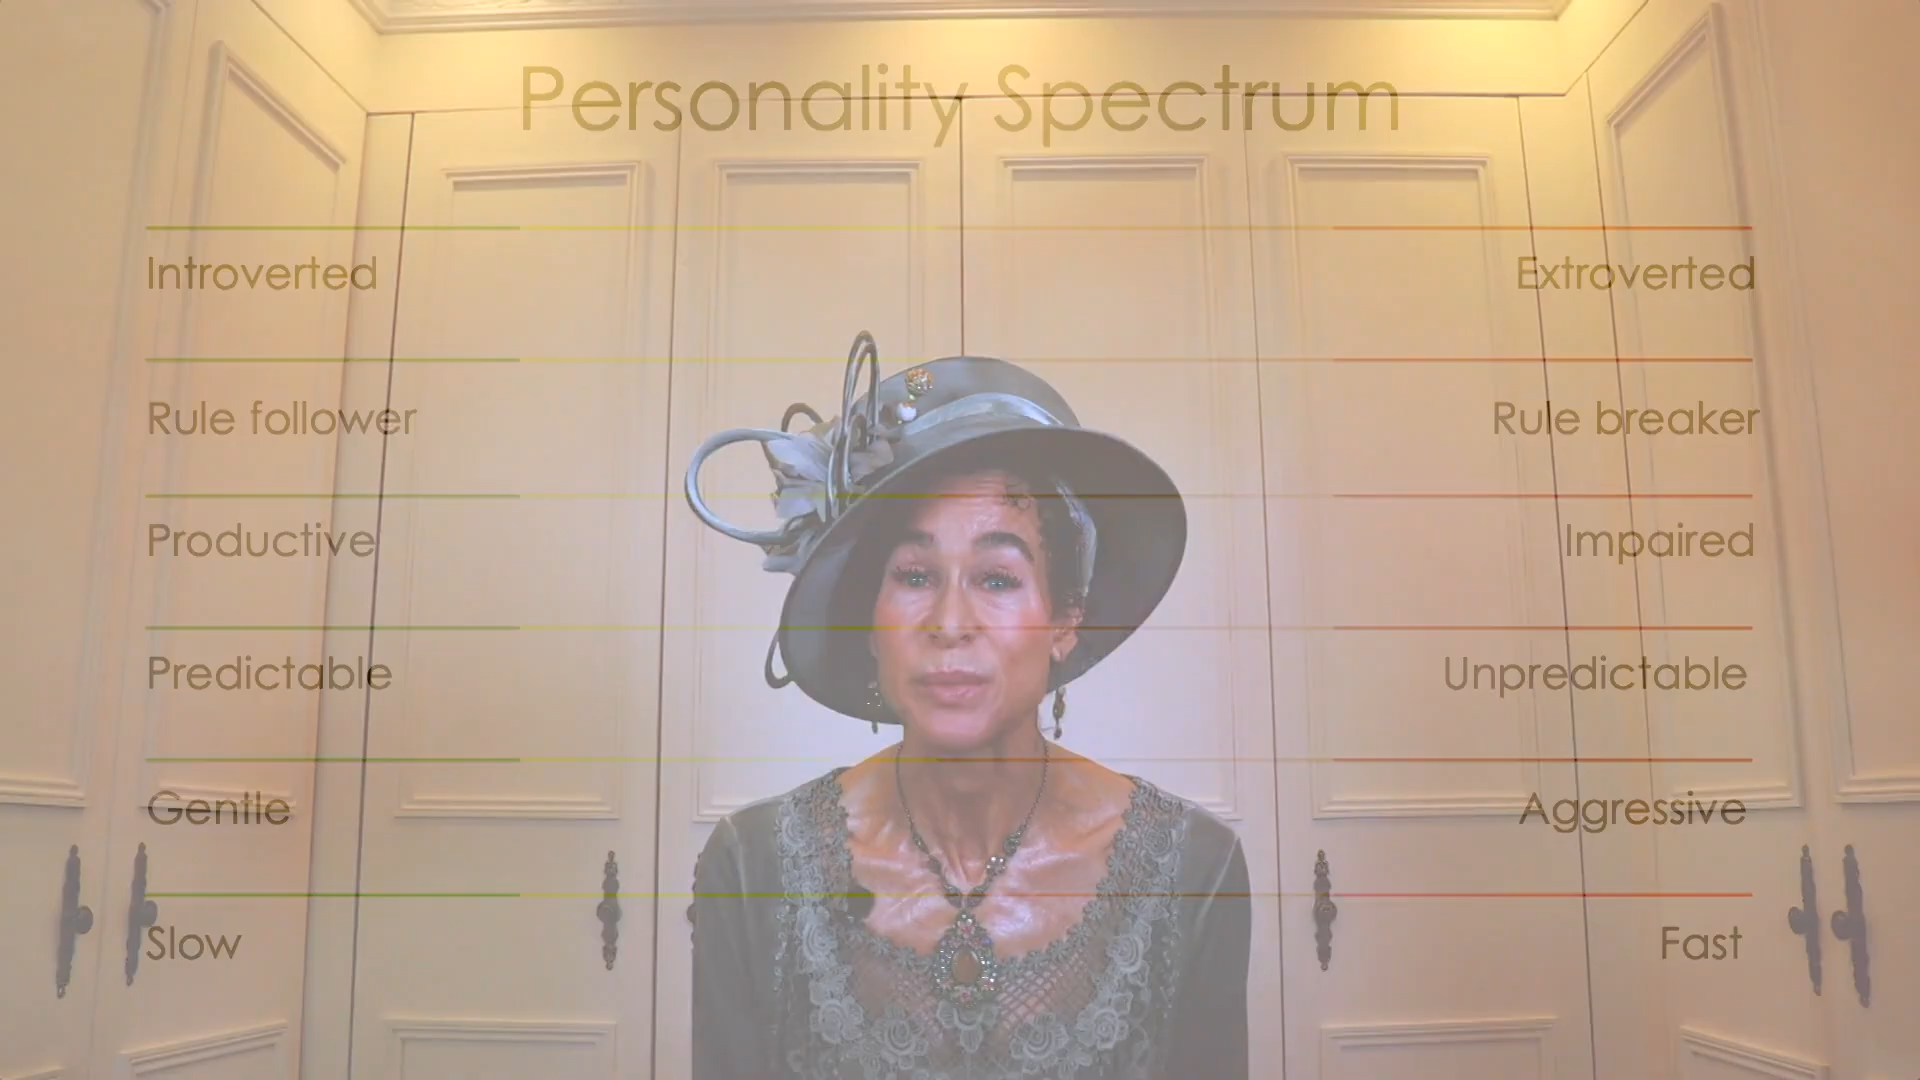 Personality Spectrum
Introverted Extroverted
Rule follower Rule breaker
Productive Impaired
Predictable Unpredictable
Gentle Aggressive
Slow Fast